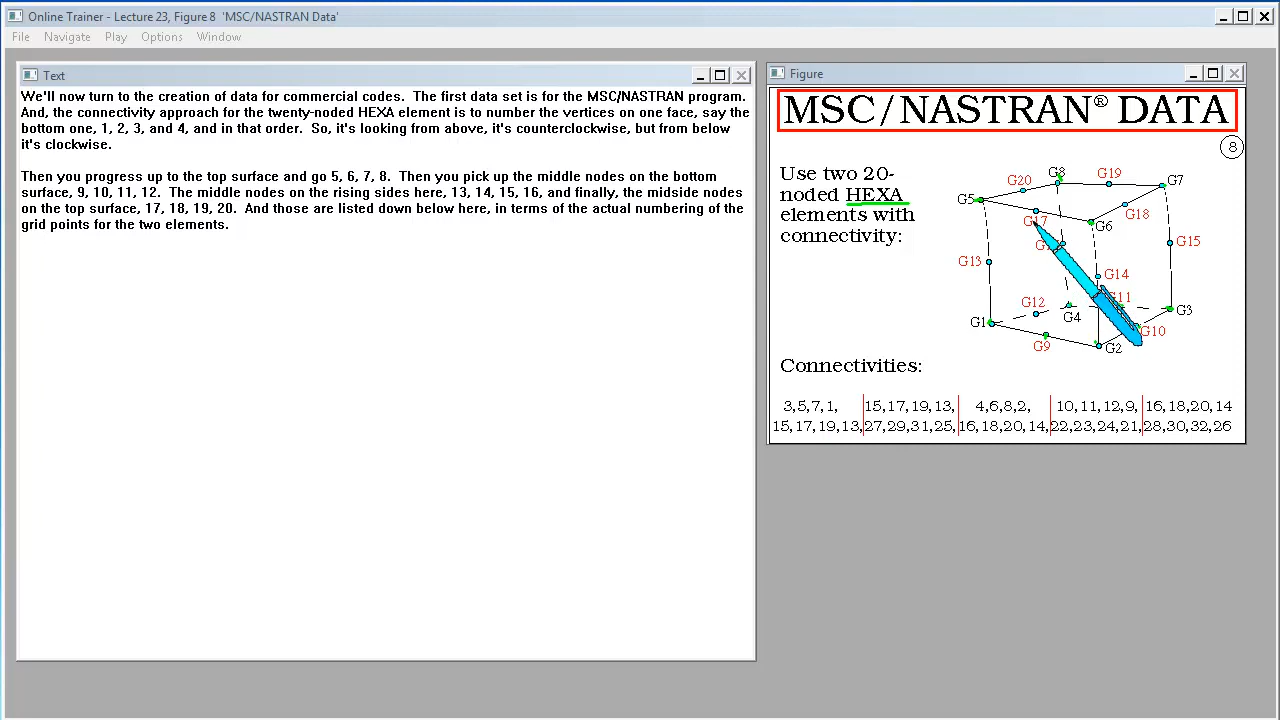 Online Trainer - Lecture 23, Figure 8 'MSC/NASTRAN Data'
File Navigate Play Options Window
Text
We'll now turn to the creation of data for commercial codes. The first data set is for the MSC/NASTRAN program.
And, the connectivity approach for the twenty-noded HEXA element is to number the vertices on one face, say the
bottom one, 1, 2, 3, and 4, and in that order. So, it's looking from above, it's counterclockwise, but from below
it's clockwise.
Then you progress up to the top surface and go 5, 6, 7, 8. Then you pick up the middle nodes on the bottom
surface, 9, 10, 11, 12. The middle nodes on the rising sides here, 13, 14, 15, 16, and finally, the midside nodes
on the top surface, 17, 18, 19, 20. And those are listed down below here, in terms of the actual numbering of the
grid points for the two elements.
Figure
MSC/NASTRAN® DATA
8
Use two 20-
noded HEXA
elements with
connectivity:
G8 G19
G20 G7
G5 G18
G17 G6
G15
G13 G14
G12 G11
G1 G4 G3
G9 G2 G10
Connectivities:
3,5,7,1, 15,17,19,13, 4,6,8,2, 10,11,12,9, 16,18,20,14
15,17,19,13, 27,29,31,25, 16,18,20,14, 22,23,24,21, 28,30,32,26